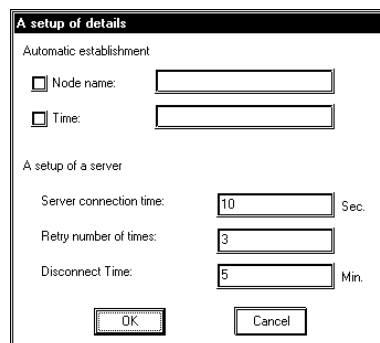 A setup of details
Automatic establishment
Node name:
Time:
A setup of a server
Server connection time: 10 Sec.
Retry number of times: 3
Disconnect Time: 5 Min.
OK Cancel